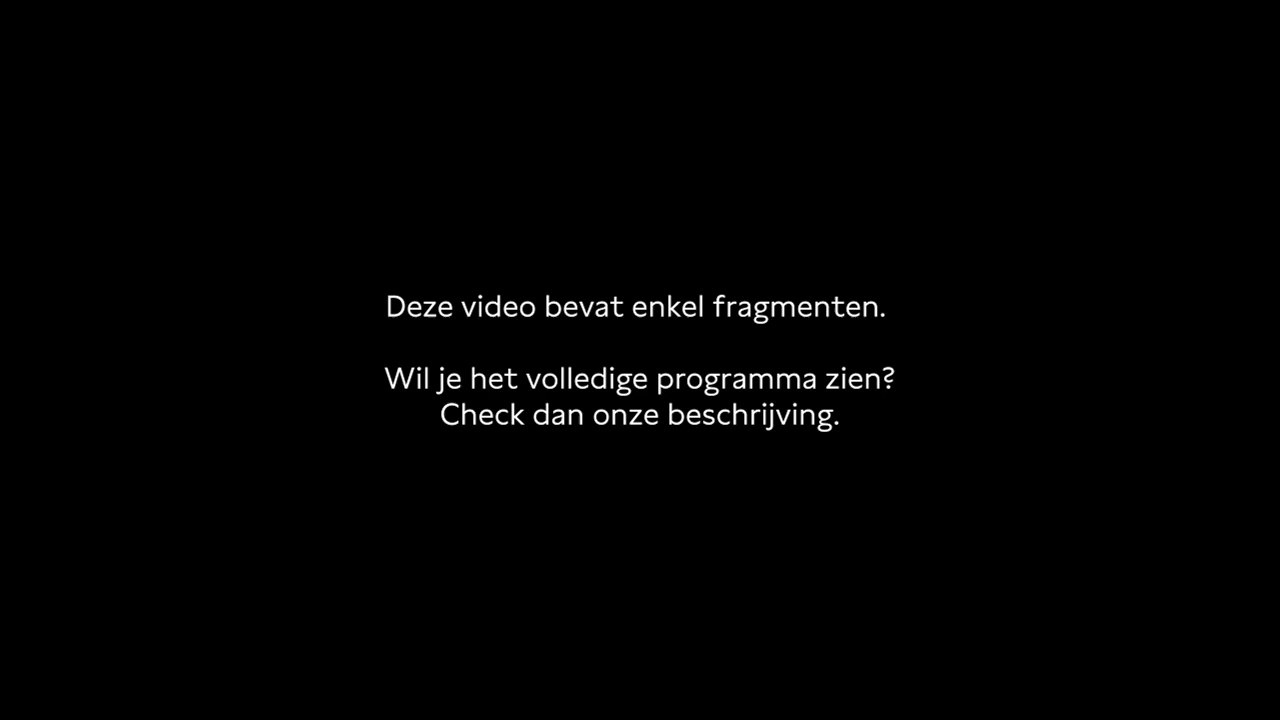 Deze video bevat enkel fragmenten.
Wil je het volledige programma zien?
Check dan onze beschrijving.